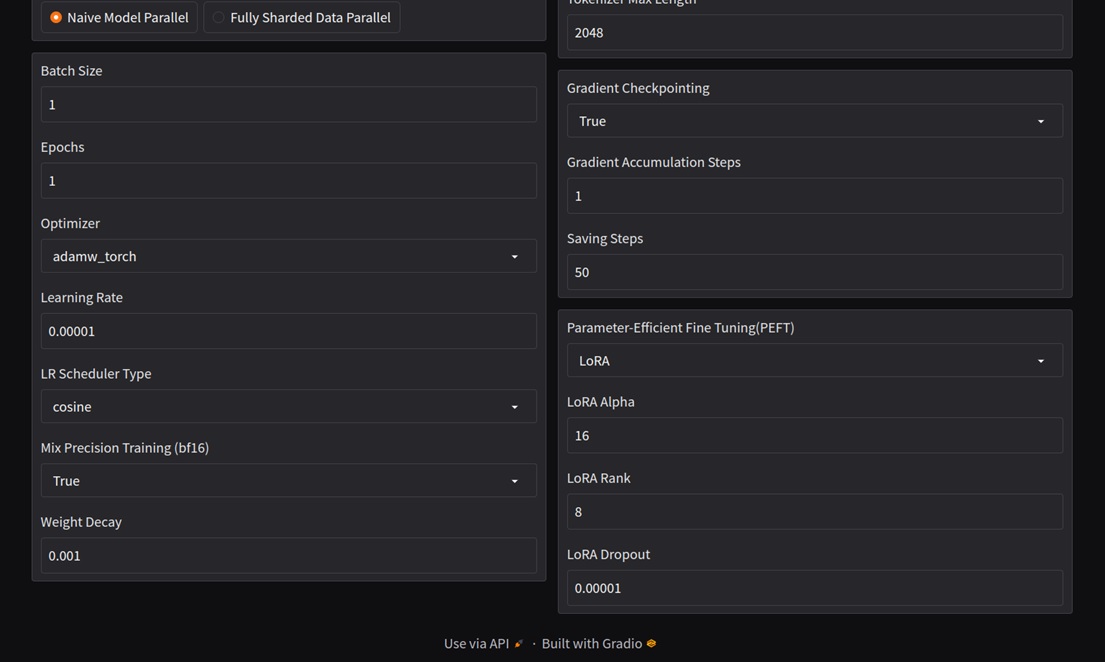 Naive Model Parallel
Fully Sharded Data Parallel
Batch Size
1
Epochs
1
Optimizer
adamw_torch
Learning Rate
0.00001
LR Scheduler Type
cosine
Mix Precision Training (bf16)
True
Weight Decay
0.001
Tokenizer Max Length
2048
Gradient Checkpointing
True
Gradient Accumulation Steps
1
Saving Steps
50
Parameter-Efficient Fine Tuning(PEFT)
LoRA
LoRA Alpha
16
LoRA Rank
8
LoRA Dropout
0.00001
Use via API · Built with Gradio